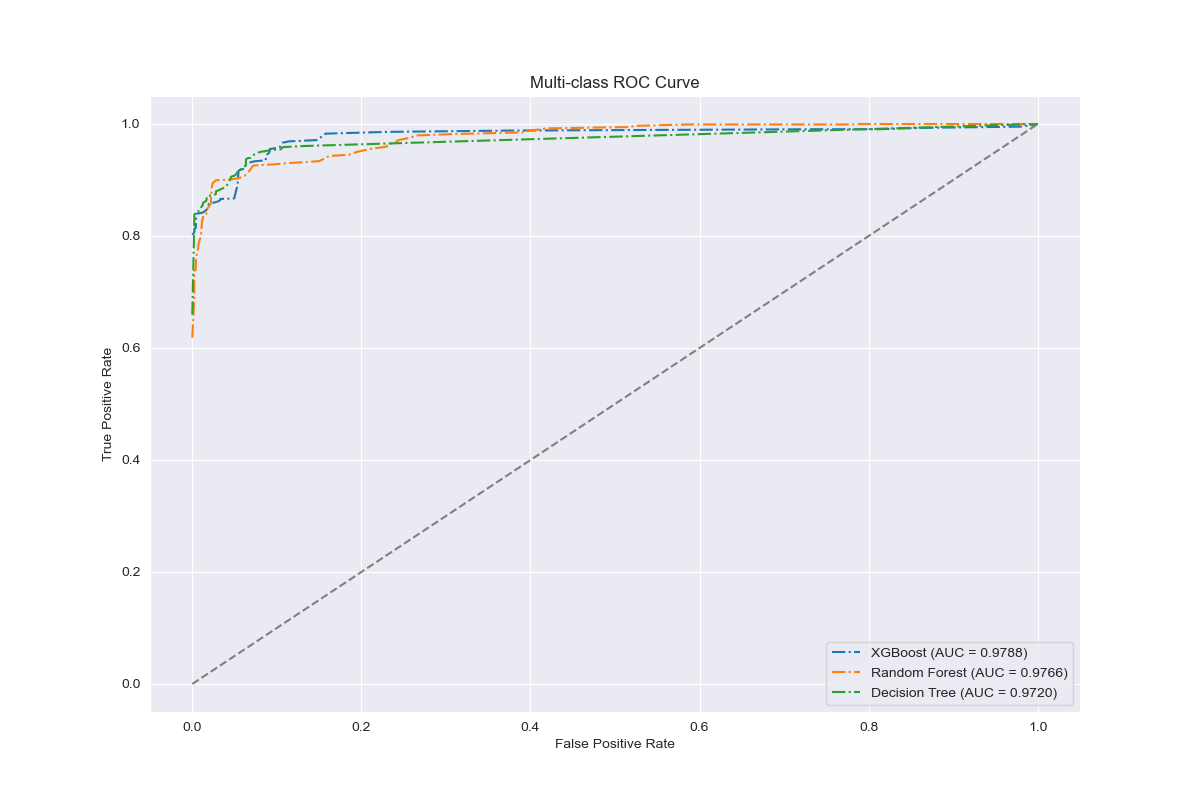 Multi-class ROC Curve
True Positive Rate
1.0
0.8
0.6
0.4
0.2
0.0
XGBoost (AUC = 0.9788)
Random Forest (AUC = 0.9766)
Decision Tree (AUC = 0.9720)
0.0 0.2 0.4 0.6 0.8 1.0
False Positive Rate